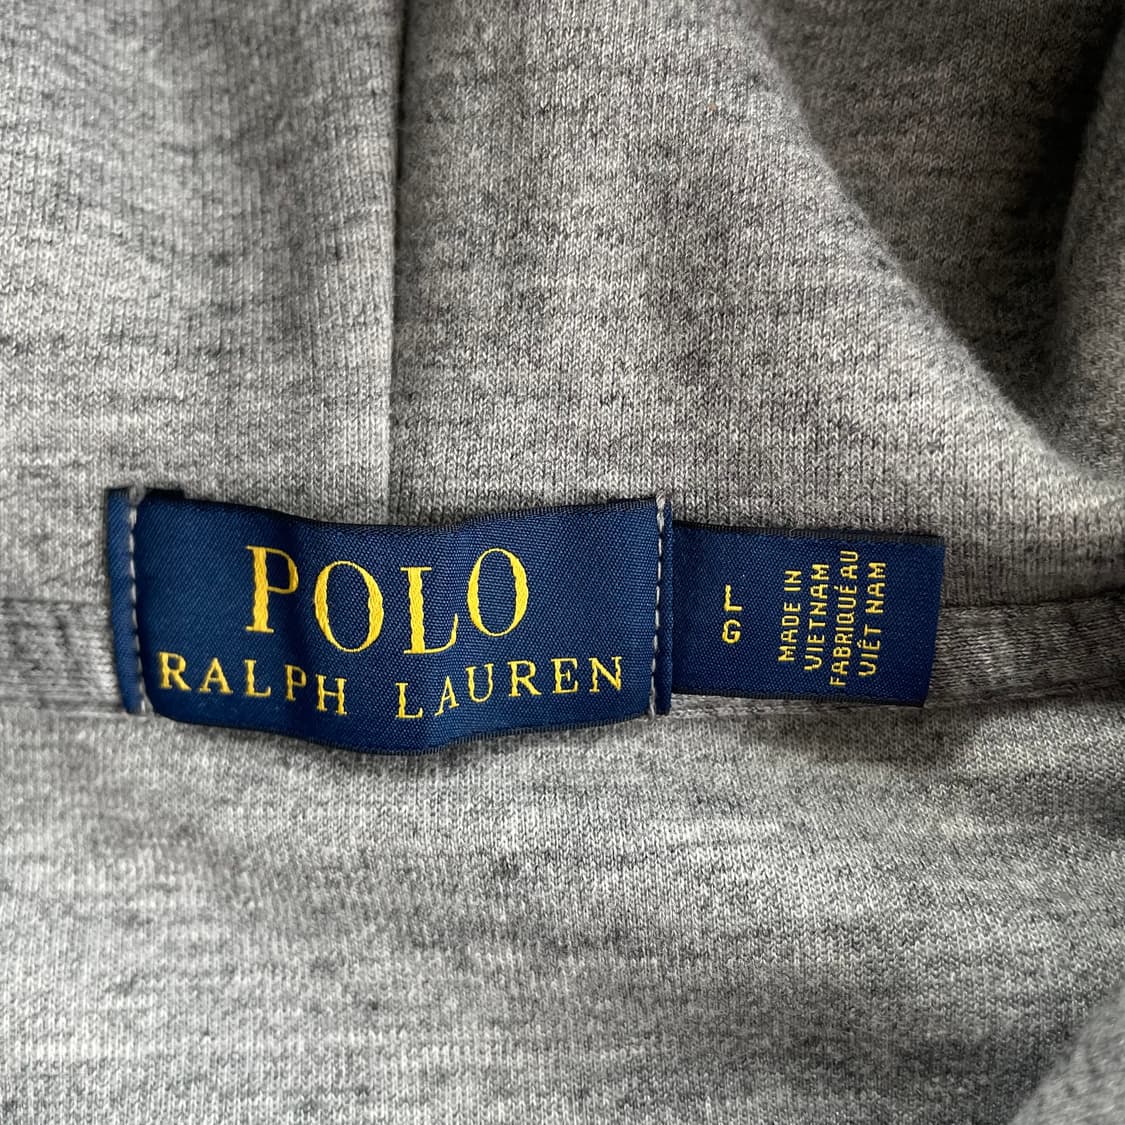 POLO
RALPH LAUREN
L
G
MADE IN
VIETNAM
FABRIQUÉ AU
VIÊT NAM